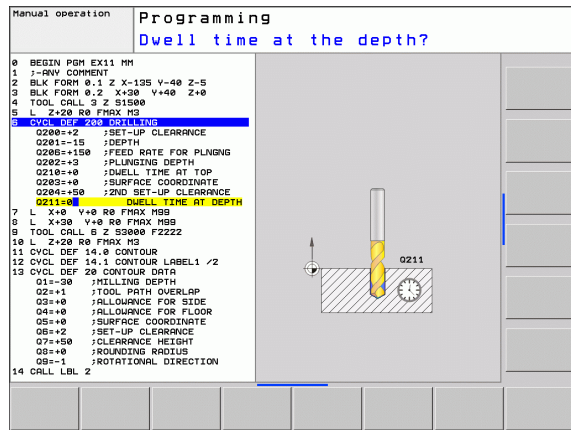 Manual operation
Programming
Dwell time at the depth?
0 BEGIN PGM EX11 MM
1 ;-ANY COMMENT
2 BLK FORM 0.1 Z X-135 Y-40 Z-5
3 BLK FORM 0.2 X+30 Y+40 Z+0
4 TOOL CALL 3 Z S1500
5 L Z+20 R0 FMAX M3
6 CYCL DEF 200 DRILLING
Q200=+2 ;SET-UP CLEARANCE
Q201=-15 ;DEPTH
Q206=+150 ;FEED RATE FOR PLNGNG
Q202=+3 ;PLUNGING DEPTH
Q210=+0 ;DWELL TIME AT TOP
Q203=+0 ;SURFACE COORDINATE
Q204=+50 ;2ND SET-UP CLEARANCE
Q211=0 DWELL TIME AT DEPTH
7 L X+0 Y+0 R0 FMAX M99
8 L X+30 Y+0 R0 FMAX M99
9 TOOL CALL 6 Z S3000 F2222
10 L Z+20 R0 FMAX M3
11 CYCL DEF 14.0 CONTOUR
12 CYCL DEF 14.1 CONTOUR LABEL1 /2
13 CYCL DEF 20 CONTOUR DATA
Q1=-30 ;MILLING DEPTH
Q2=+1 ;TOOL PATH OVERLAP
Q3=+0 ;ALLOWANCE FOR SIDE
Q4=+0 ;ALLOWANCE FOR FLOOR
Q5=+0 ;SURFACE COORDINATE
Q6=+2 ;SET-UP CLEARANCE
Q7=+50 ;CLEARANCE HEIGHT
Q8=+0 ;ROUNDING RADIUS
Q9=-1 ;ROTATIONAL DIRECTION
14 CALL LBL 2
Q211